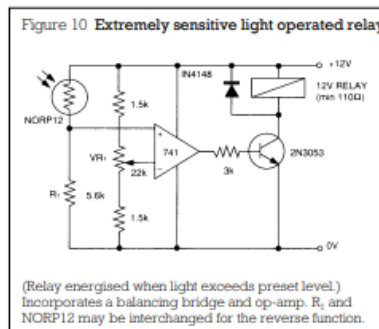 Figure 10 Extremely sensitive light operated relay
+12V
IN4148
12V RELAY
(min 110Ω)
1.5k
NORP12
+
741
−
2N3053
VR₁
22k
3k
R₁
5.6k
1.5k
0V
(Relay energised when light exceeds preset level.)
Incorporates a balancing bridge and op-amp. R₁ and
NORP12 may be interchanged for the reverse function.